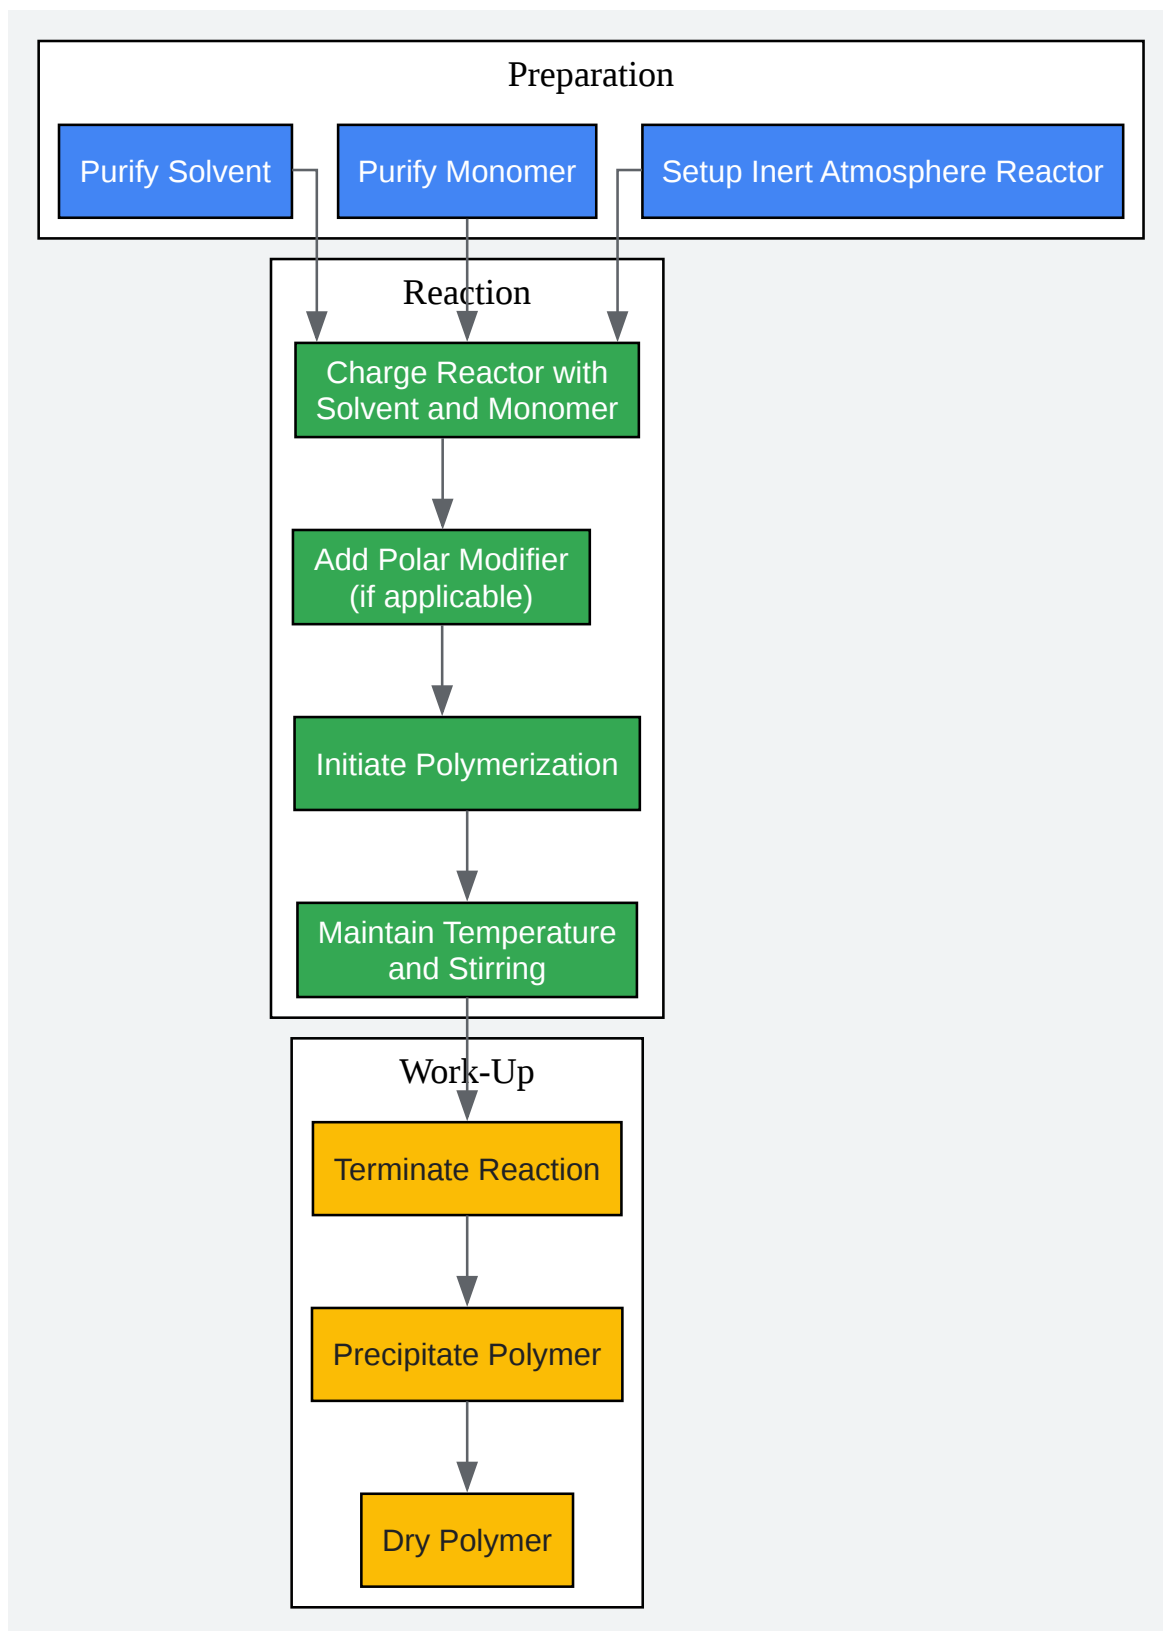 Preparation
Purify Solvent
Purify Monomer
Setup Inert Atmosphere Reactor
Reaction
Charge Reactor with
Solvent and Monomer
Add Polar Modifier
(if applicable)
Initiate Polymerization
Maintain Temperature
and Stirring
Work-Up
Terminate Reaction
Precipitate Polymer
Dry Polymer